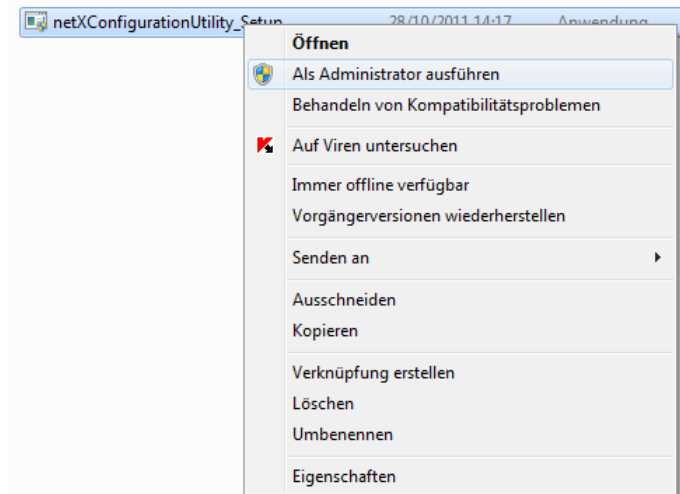 netXConfigurationUtility_Setup 28/10/2011 14:17 Anwendung
Öffnen
Als Administrator ausführen
Behandeln von Kompatibilitätsproblemen
Auf Viren untersuchen
Immer offline verfügbar
Vorgängerversionen wiederherstellen
Senden an
Ausschneiden
Kopieren
Verknüpfung erstellen
Löschen
Umbenennen
Eigenschaften